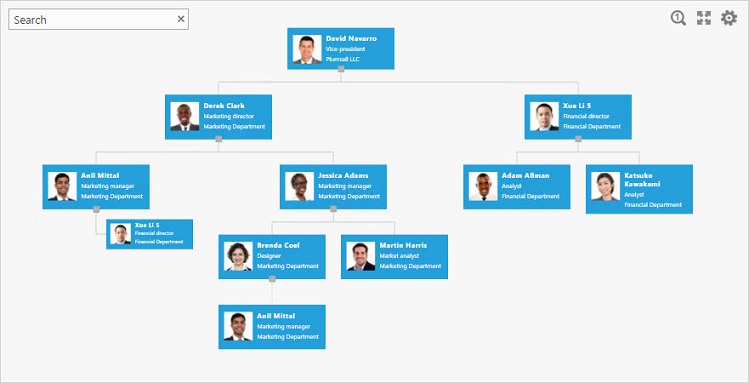 Search
David Navarro
Vice-president
Plumsail LLC
Derek Clark
Marketing director
Marketing Department
Xue Li S
Financial director
Financial Department
Anil Mittal
Marketing manager
Marketing Department
Jessica Adams
Marketing manager
Marketing Department
Adam Allman
Analyst
Financial Department
Katsuko
Kawakami
Analyst
Financial Department
Xue Li S
Financial director
Financial Department
Brenda Coel
Designer
Marketing Department
Martin Harris
Market analyst
Marketing Department
Anil Mittal
Marketing manager
Marketing Department